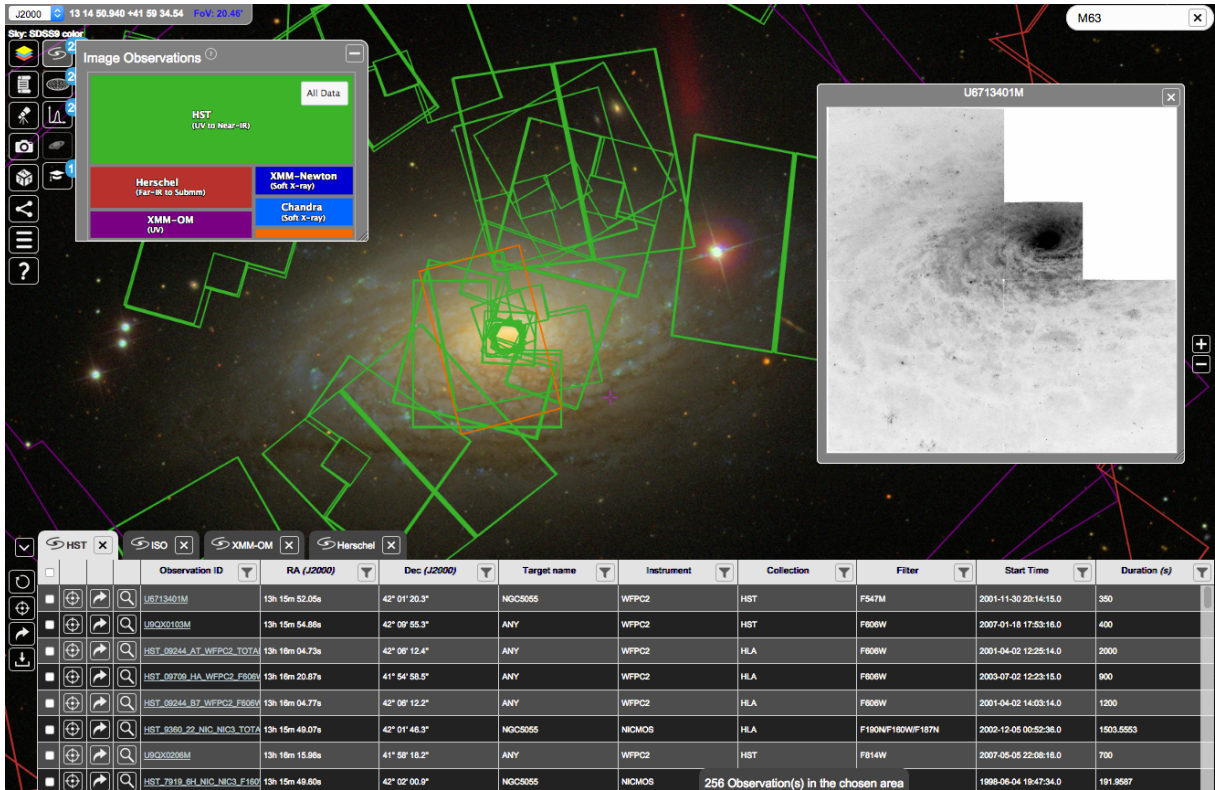 J2000 13 14 50.940 +41 59 34.54 FoV: 20.46'
M63
Sky: SDSS9 color
Image Observations ?
All Data
HST
(UV to Near-IR)
Herschel
(Far-IR to Submm)
XMM-Newton
(Soft X-ray)
Chandra
(Soft X-ray)
XMM-OM
(UV)
?
U6713401M
HST ISO XMM-OM Herschel
Observation ID RA (J2000) Dec (J2000) Target name Instrument Collection Filter Start Time Duration (s)
U6713401M 13h 15m 52.05s 42° 01' 20.3" NGC5055 WFPC2 HST F547M 2001-11-30 20:14:15.0 350
U9QX0103M 13h 15m 54.86s 42° 09' 55.3" ANY WFPC2 HST F606W 2007-01-18 17:53:16.0 400
HST_09244_AT_WFPC2_TOTAL 13h 16m 04.73s 42° 06' 12.4" ANY WFPC2 HLA F606W 2001-04-02 12:25:14.0 2000
HST_09709_HA_WFPC2_F606W 13h 16m 20.87s 41° 54' 58.5" ANY WFPC2 HLA F606W 2003-07-02 12:23:15.0 900
HST_09244_B7_WFPC2_F606W 13h 16m 04.77s 42° 06' 12.2" ANY WFPC2 HLA F606W 2001-04-02 14:03:14.0 1200
HST_9360_22_NIC_NIC3_TOTA 13h 15m 49.07s 42° 01' 46.3" NGC5055 NICMOS HLA F190N/F160W/F187N 2002-12-05 00:52:36.0 1503.5553
U9QX0206M 13h 16m 15.96s 41° 58' 18.2" ANY WFPC2 HST F814W 2007-05-05 22:08:16.0 700
HST_7919_6H_NIC_NIC3_F160 13h 15m 49.60s 42° 02' 00.9" NGC5055 NICMOS 1998-06-04 19:47:34.0 191.9587
256 Observation(s) in the chosen area